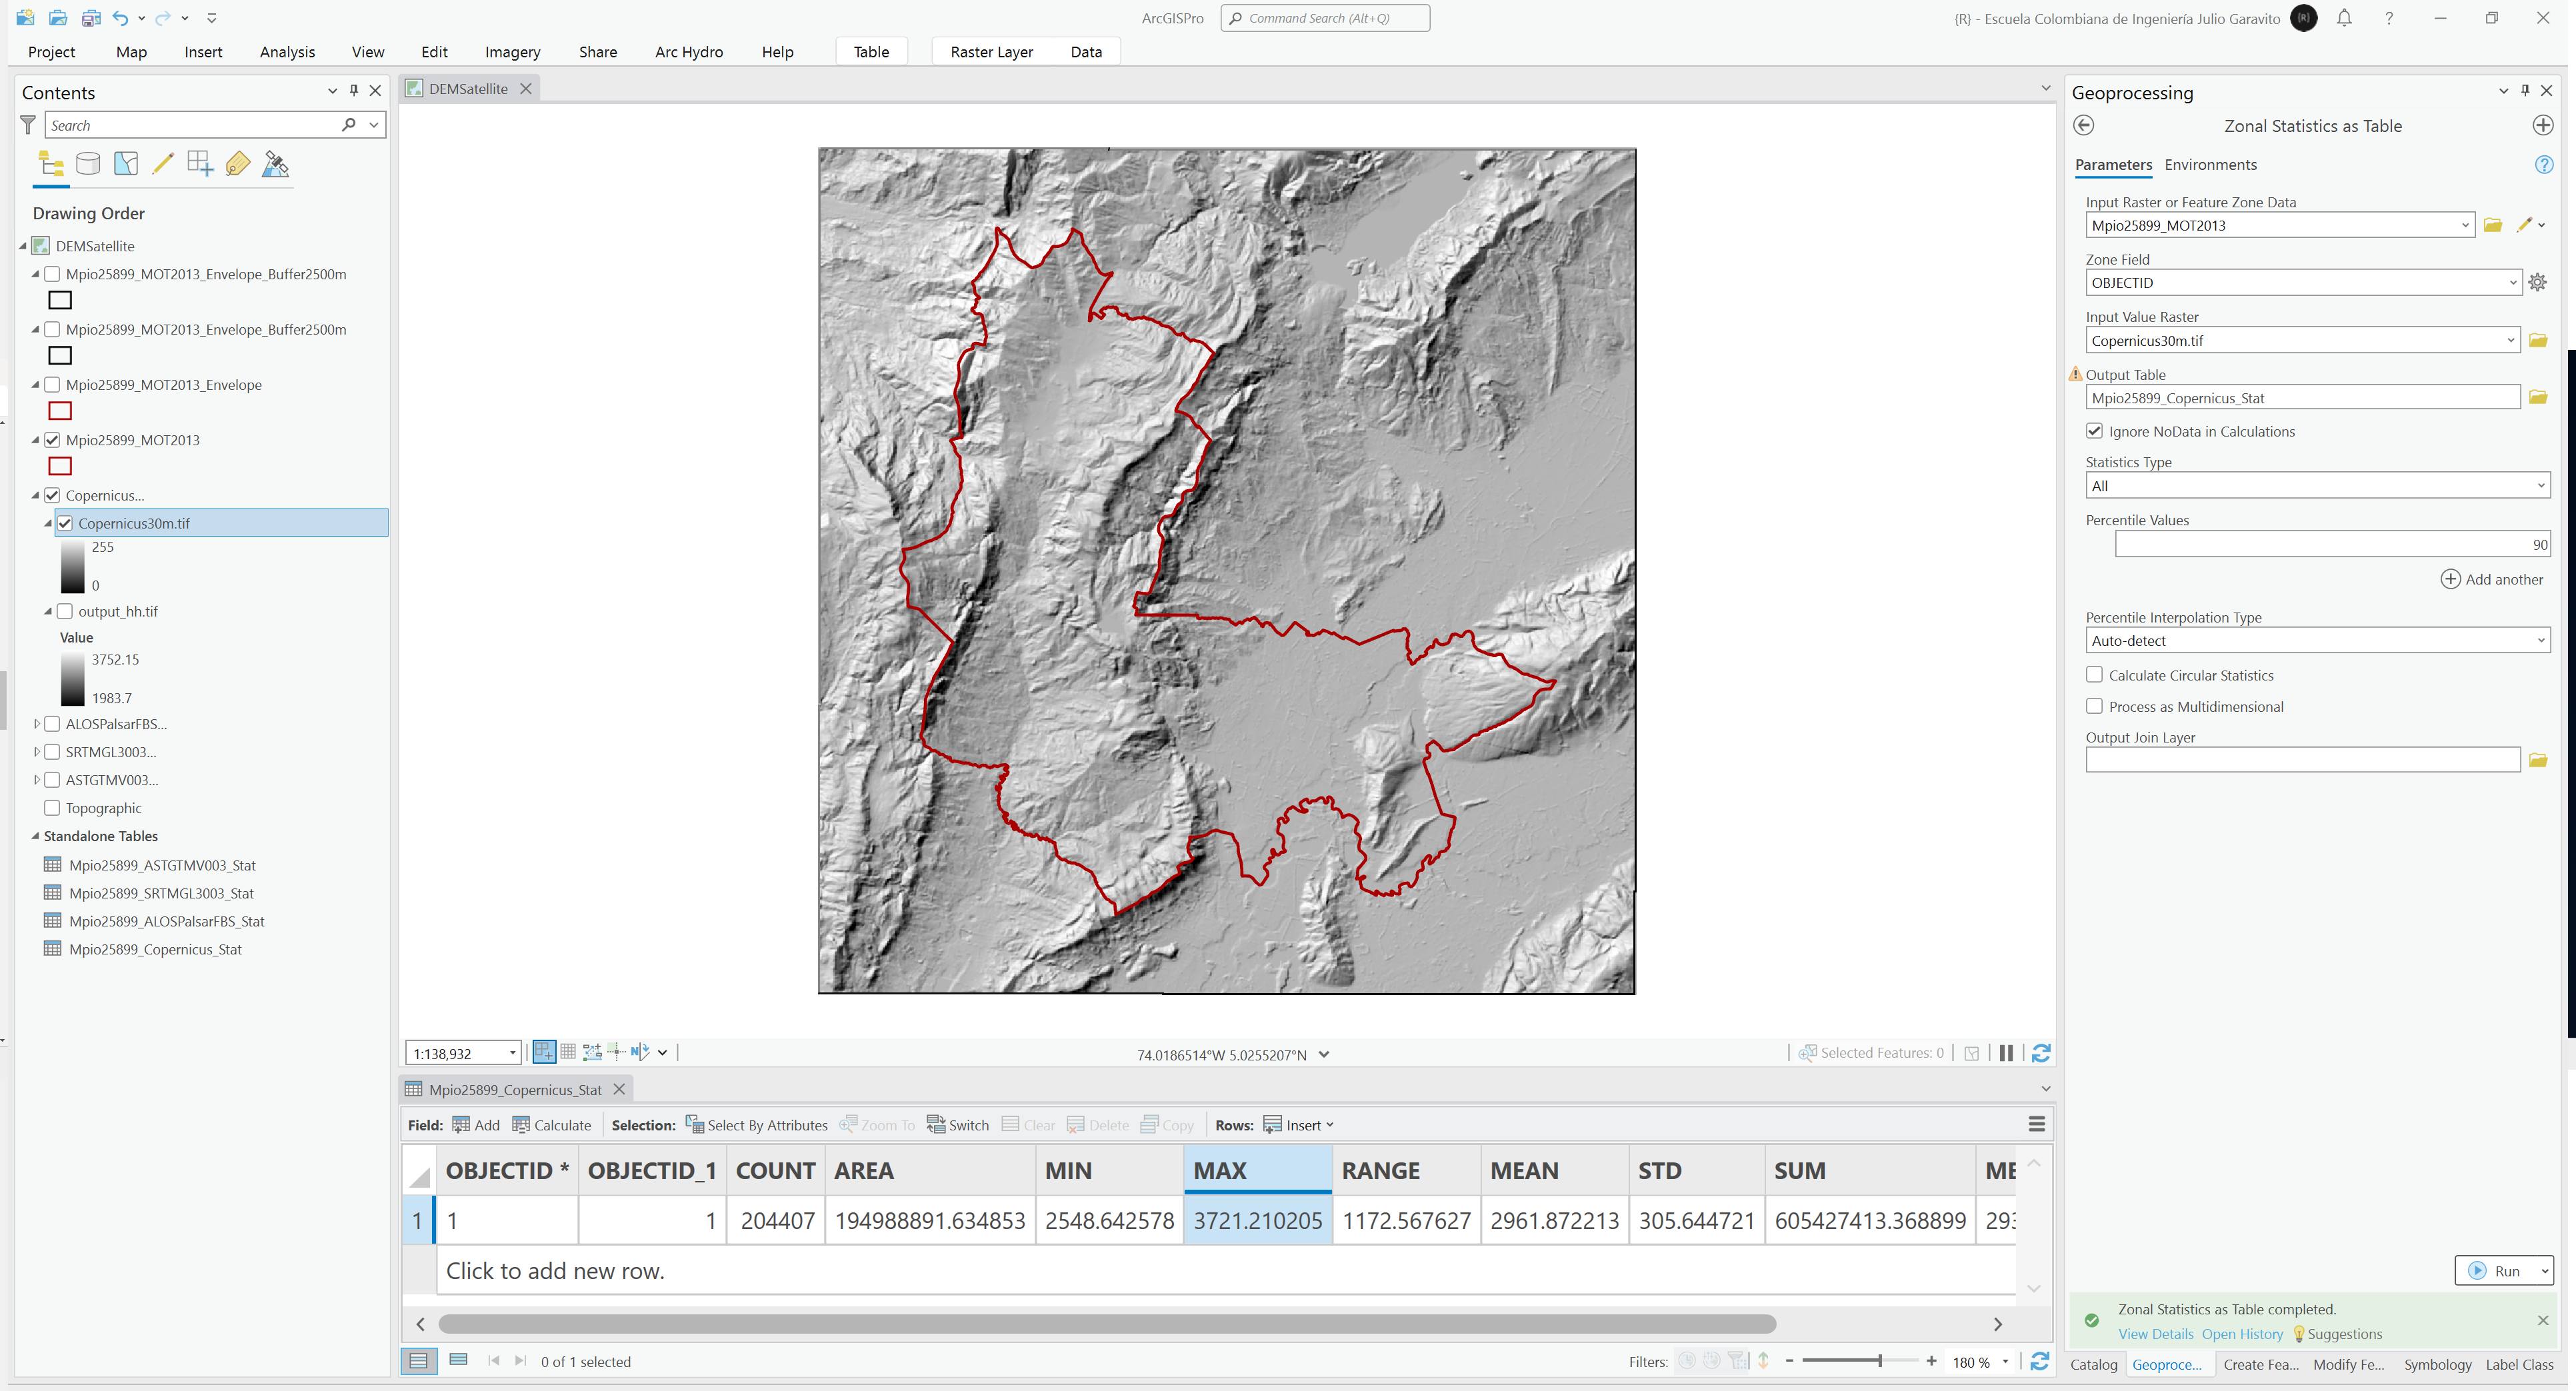 ArcGISPro
Command Search (Alt+Q)
{R} - Escuela Colombiana de Ingeniería Julio Garavito
{R}
Project Map Insert Analysis View Edit Imagery Share Arc Hydro Help Table Raster Layer Data
Contents
Search
Drawing Order
DEMSatellite
Mpio25899_MOT2013_Envelope_Buffer2500m
Mpio25899_MOT2013_Envelope_Buffer2500m
Mpio25899_MOT2013_Envelope
Mpio25899_MOT2013
Copernicus...
Copernicus30m.tif
255
0
output_hh.tif
Value
3752.15
1983.7
ALOSPalsarFBS...
SRTMGL3003...
ASTGTMV003...
Topographic
Standalone Tables
Mpio25899_ASTGTMV003_Stat
Mpio25899_SRTMGL3003_Stat
Mpio25899_ALOSPalsarFBS_Stat
Mpio25899_Copernicus_Stat
DEMSatellite
1:138,932
74.0186514°W 5.0255207°N
Selected Features: 0
Mpio25899_Copernicus_Stat
Field: Add Calculate Selection: Select By Attributes Zoom To Switch Clear Delete Copy Rows: Insert
OBJECTID * OBJECTID_1 COUNT AREA MIN MAX RANGE MEAN STD SUM ME
1 1 1 204407 194988891.634853 2548.642578 3721.210205 1172.567627 2961.872213 305.644721 605427413.368899 293
Click to add new row.
0 of 1 selected
Filters:
180 %
Geoprocessing
Zonal Statistics as Table
Parameters Environments
Input Raster or Feature Zone Data
Mpio25899_MOT2013
Zone Field
OBJECTID
Input Value Raster
Copernicus30m.tif
Output Table
Mpio25899_Copernicus_Stat
Ignore NoData in Calculations
Statistics Type
All
Percentile Values
90
Add another
Percentile Interpolation Type
Auto-detect
Calculate Circular Statistics
Process as Multidimensional
Output Join Layer
Run
Zonal Statistics as Table completed.
View Details Open History Suggestions
Catalog Geoproce... Create Fea... Modify Fe... Symbology Label Class